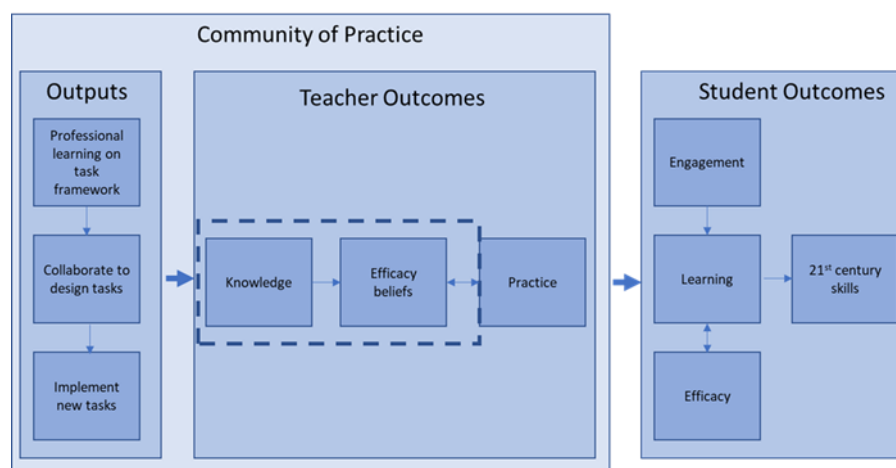 Community of Practice
Outputs
Professional
learning on
task
framework
Collaborate to
design tasks
Implement
new tasks
Teacher Outcomes
Knowledge
Efficacy
beliefs
Practice
Student Outcomes
Engagement
Learning
21st century
skills
Efficacy